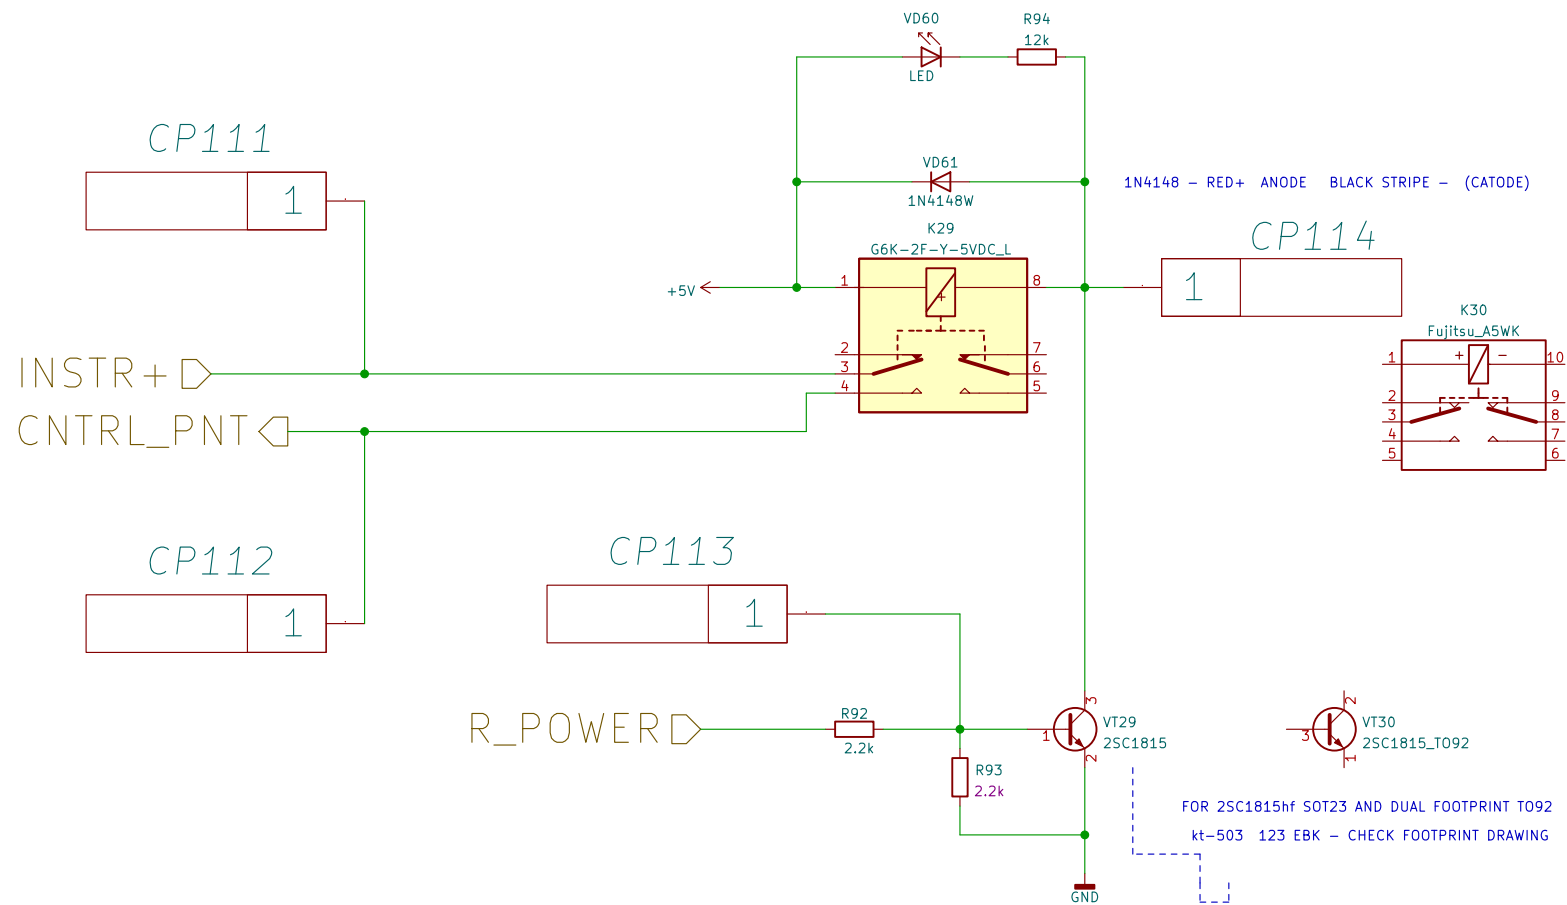 VD60
R94
12k
LED
CP111
1
VD61
1N4148W
1N4148 - RED+ ANODE BLACK STRIPE - (CATODE)
K29
G6K-2F-Y-5VDC_L
CP114
1
+5V
1
8
+
2
7
3
6
4
5
K30
Fujitsu_A5WK
+ -
1
10
2
9
3
8
4
7
5
6
INSTR+
CNTRL_PNT
CP112
1
CP113
1
R_POWER
R92
2.2k
R93
2.2k
1
3
2
VT29
2SC1815
3
2
1
VT30
2SC1815_TO92
FOR 2SC1815hf SOT23 AND DUAL FOOTPRINT TO92
kt-503 123 EBK - CHECK FOOTPRINT DRAWING
GND